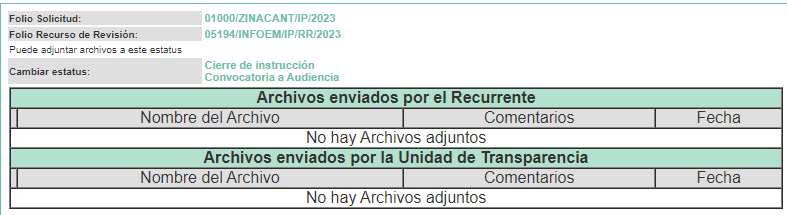 Folio Solicitud: 01000/ZINACANT/IP/2023
Folio Recurso de Revisión: 05194/INFOEM/IP/RR/2023
Puede adjuntar archivos a este estatus
Cambiar estatus: Cierre de instrucción
Convocatoria a Audiencia
Archivos enviados por el Recurrente
Nombre del Archivo Comentarios Fecha
No hay Archivos adjuntos
Archivos enviados por la Unidad de Transparencia
Nombre del Archivo Comentarios Fecha
No hay Archivos adjuntos